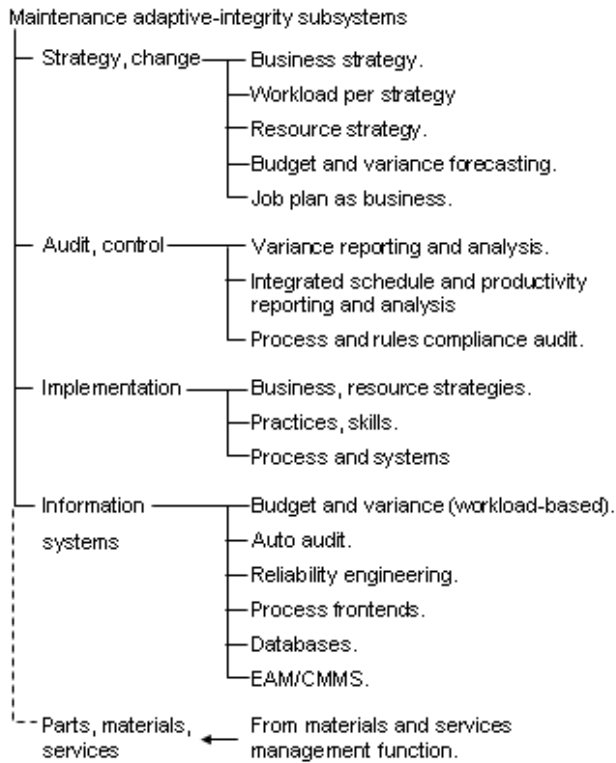 Maintenance adaptive-integrity subsystems
Strategy, change
Business strategy.
Workload per strategy
Resource strategy.
Budget and variance forecasting.
Job plan as business.
Audit, control
Variance reporting and analysis.
Integrated schedule and productivity
reporting and analysis
Process and rules compliance audit.
Implementation
Business, resource strategies.
Practices, skills.
Process and systems
Information
systems
Budget and variance (workload-based).
Auto audit.
Reliability engineering.
Process frontends.
Databases.
EAM/CMMS.
Parts, materials,
services
From materials and services
management function.